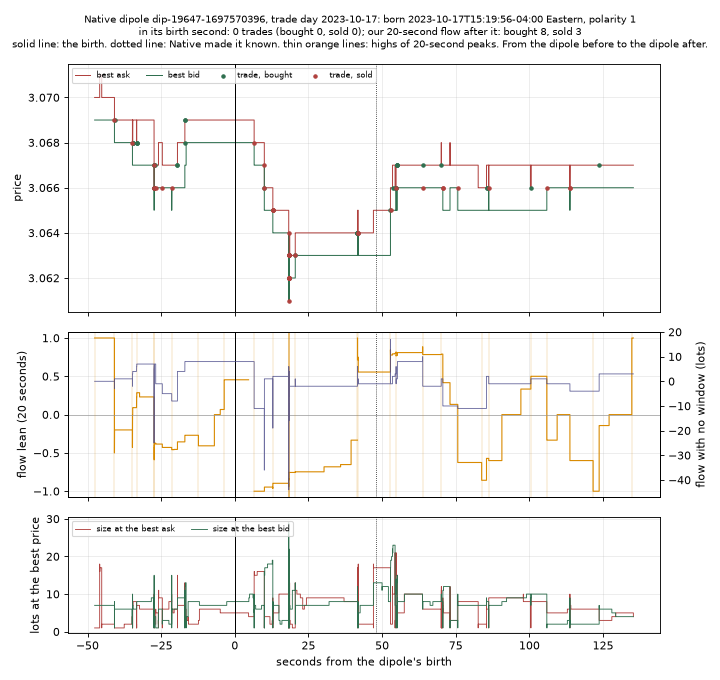 Native dipole dip-19647-1697570396, trade day 2023-10-17: born 2023-10-17T15:19:56-04:00 Eastern, polarity 1
in its birth second: 0 trades (bought 0, sold 0); our 20-second flow after it: bought 8, sold 3
solid line: the birth. dotted line: Native made it known. thin orange lines: highs of 20-second peaks. From the dipole before to the dipole after.
best ask
best bid
trade, bought
trade, sold
3.070
3.068
3.066
3.064
3.062
price
1.0
0.5
0.0
−0.5
−1.0
flow lean (20 seconds)
20
10
0
−10
−20
−30
−40
flow with no window (lots)
size at the best ask
size at the best bid
30
20
10
0
lots at the best price
−50
−25
0
25
50
75
100
125
seconds from the dipole's birth